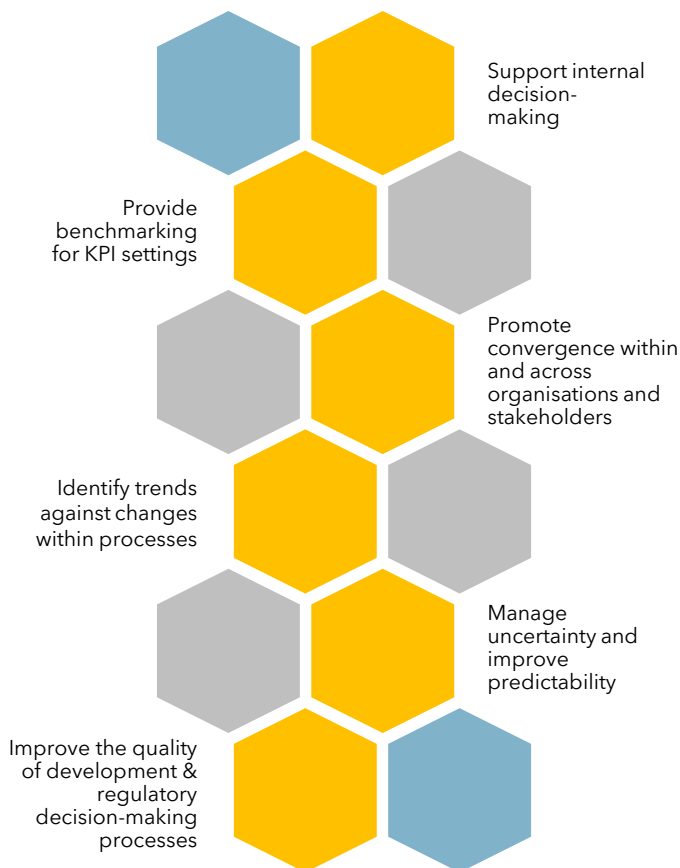 Support internal
decision-
making
Provide
benchmarking
for KPI settings
Promote
convergence within
and across
organisations and
stakeholders
Identify trends
against changes
within processes
Manage
uncertainty and
improve
predictability
Improve the quality
of development &
regulatory
decision-making
processes